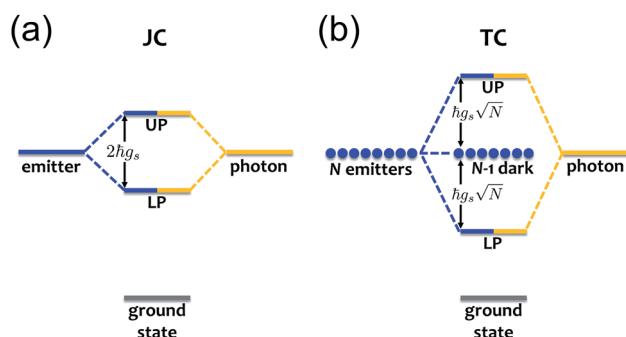 (a)
JC
UP
2ħg_s
emitter
photon
LP
ground
state
(b)
TC
UP
ħg_s√N
N emitters
N-1 dark
photon
ħg_s√N
LP
ground
state